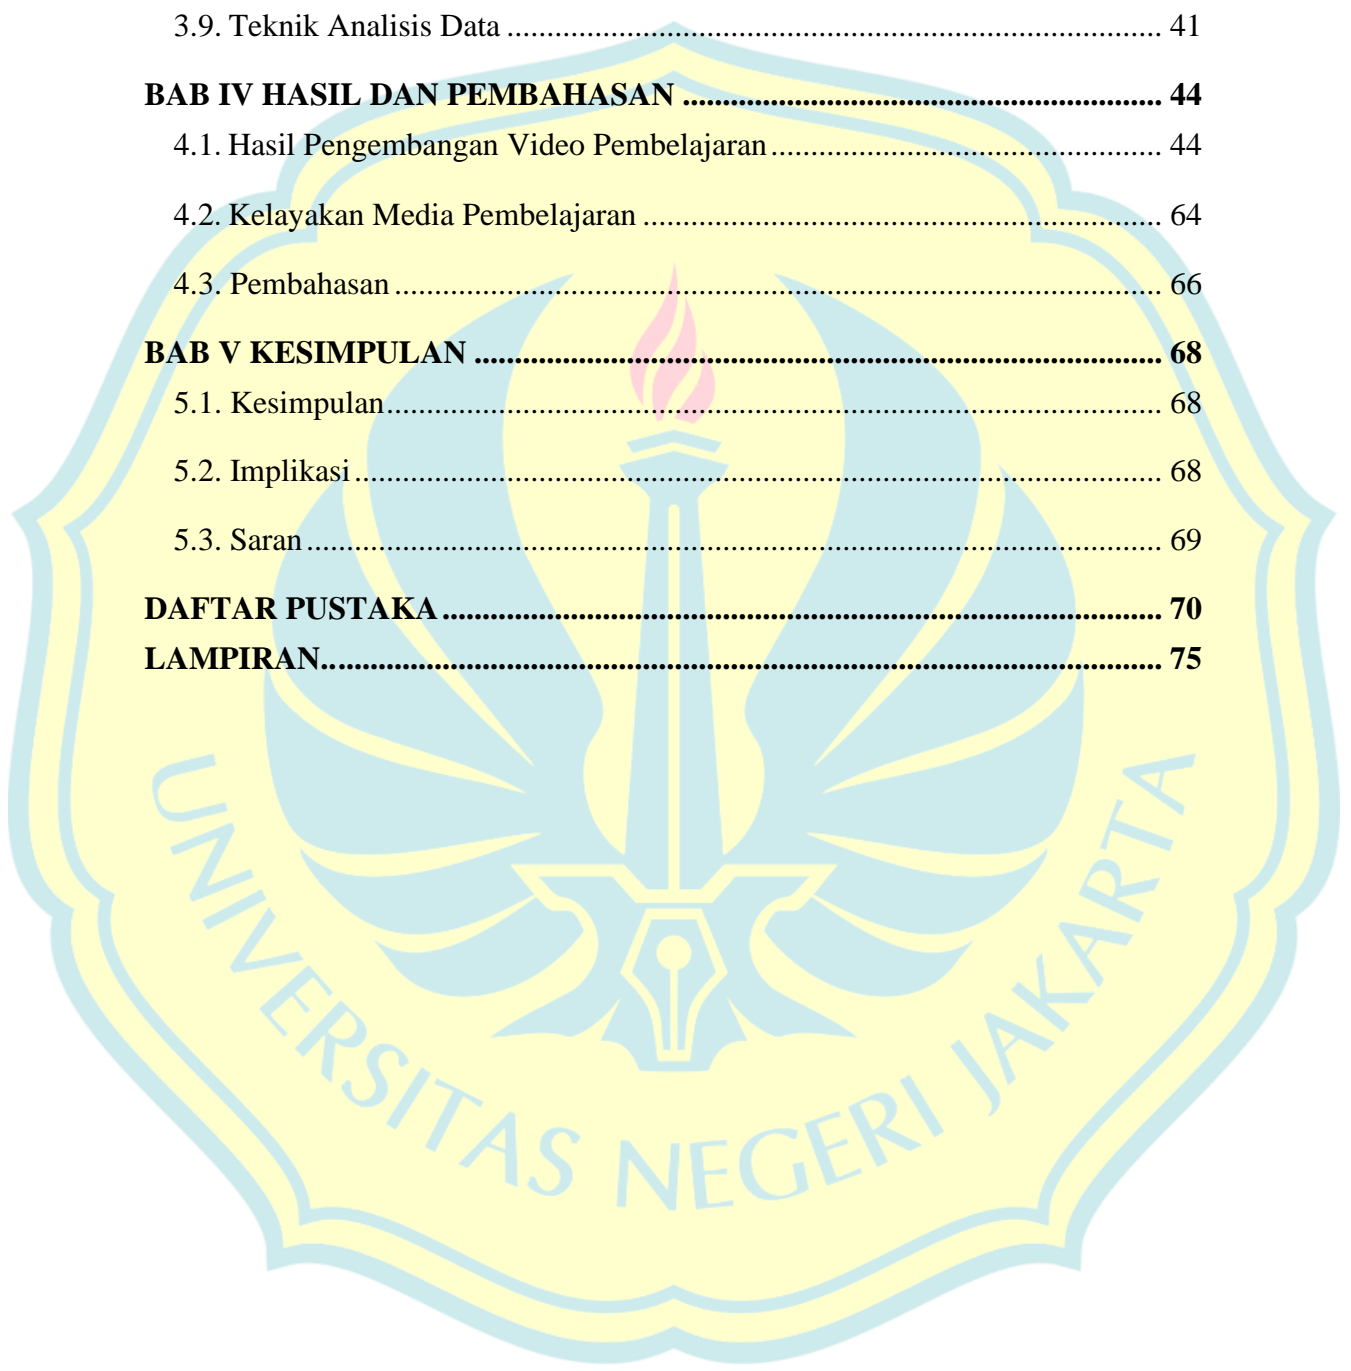 3.9. Teknik Analisis Data ................................................................................... 41
BAB IV HASIL DAN PEMBAHASAN ............................................................. 44
4.1. Hasil Pengembangan Video Pembelajaran .................................................. 44
4.2. Kelayakan Media Pembelajaran .................................................................. 64
4.3. Pembahasan ................................................................................................. 66
BAB V KESIMPULAN ....................................................................................... 68
5.1. Kesimpulan .................................................................................................. 68
5.2. Implikasi ...................................................................................................... 68
5.3. Saran ............................................................................................................ 69
DAFTAR PUSTAKA ........................................................................................... 70
LAMPIRAN .......................................................................................................... 75
UNIVERSITAS NEGERI JAKARTA